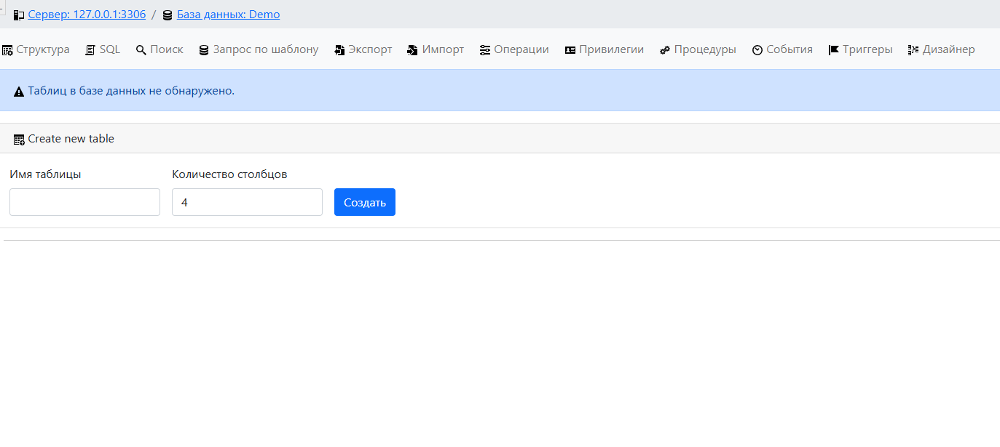 Сервер: 127.0.0.1:3306 / База данных: Demo
Структура SQL Поиск Запрос по шаблону Экспорт Импорт Операции Привилегии Процедуры События Триггеры Дизайнер
Таблиц в базе данных не обнаружено.
Create new table
Имя таблицы Количество столбцов
4 Создать